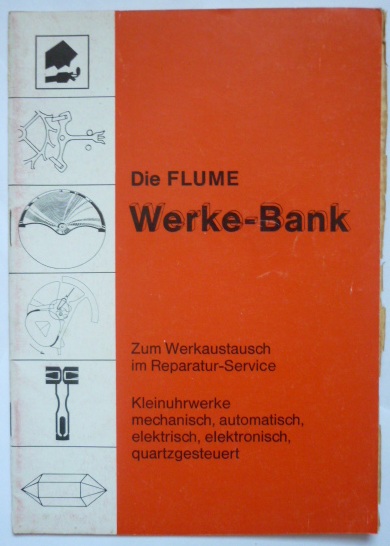 Die FLUME
Werke-Bank
Zum Werkaustausch
im Reparatur-Service
Kleinuhrwerke
mechanisch, automatisch,
elektrisch, elektronisch,
quartzgesteuert